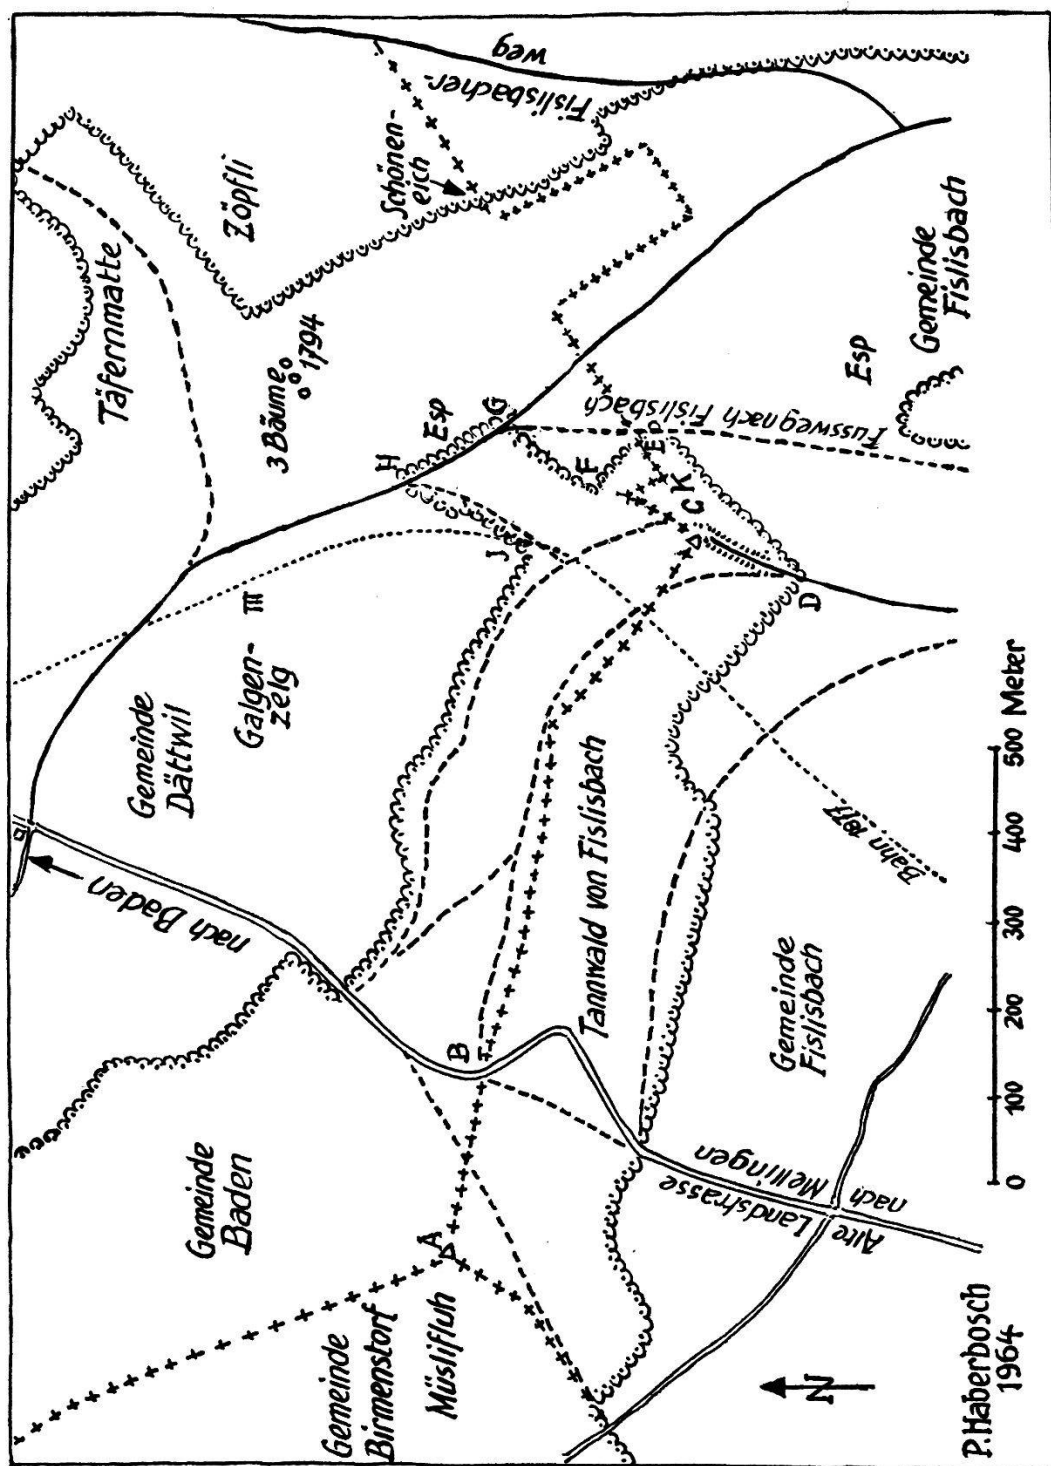 Gemeinde
Birmenstorf
Müslifluh
A
Gemeinde
Baden
nach Baden
B
Gemeinde
Dättwil
Galgen-
zelg
III
Täfernmatte
Zöpfli
3 Bäume
1794
Schönen-
eich
Fislisbacher-
weg
H
Esp
G
J
F
E
K
C
D
Fussweg nach Fislisbach
Esp
Gemeinde
Fislisbach
Tannwald von Fislisbach
Bahn 1877
Gemeinde
Fislisbach
Alte Landstrasse
nach Mellingen
N
P. Haberbosch
1964
0 100 200 300 400 500 Meter